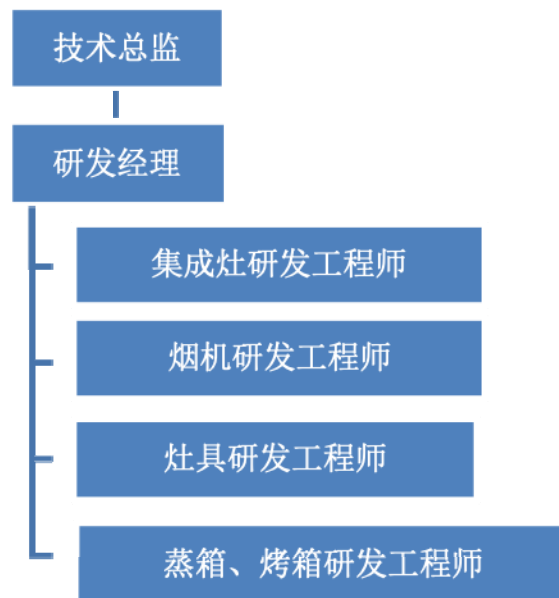 技术总监
研发经理
集成灶研发工程师
烟机研发工程师
灶具研发工程师
蒸箱、烤箱研发工程师